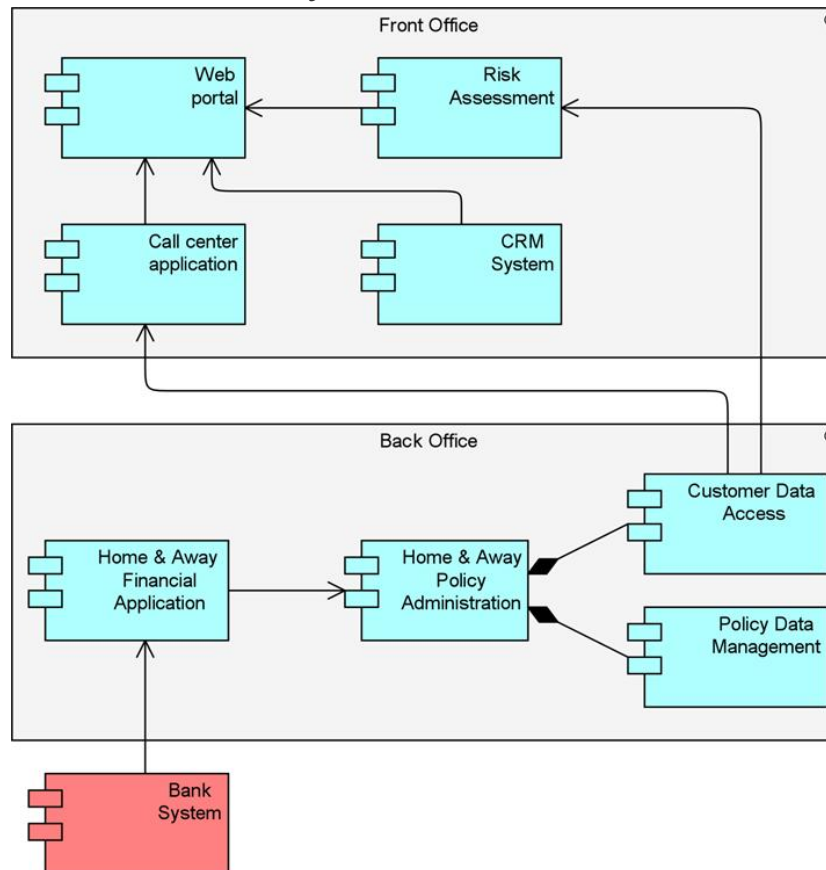 Front Office
Web
portal
Risk
Assessment
Call center
application
CRM
System
Back Office
Customer Data
Access
Home & Away
Financial
Application
Home & Away
Policy
Administration
Policy Data
Management
Bank
System